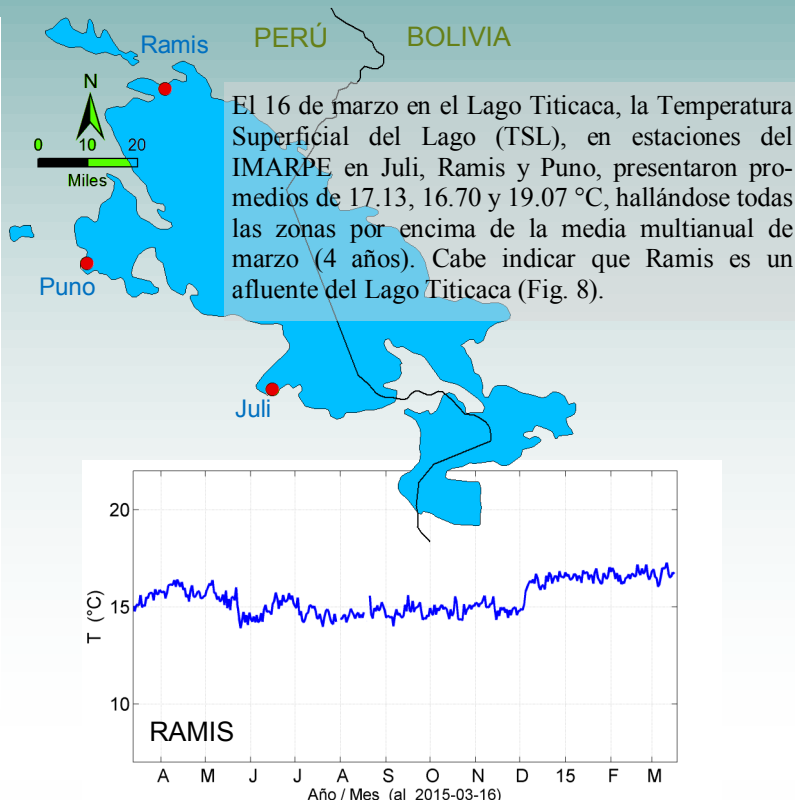 Ramis
PERÚ
BOLIVIA
N
0 10 20
Miles
El 16 de marzo en el Lago Titicaca, la Temperatura
Superficial del Lago (TSL), en estaciones del
IMARPE en Juli, Ramis y Puno, presentaron pro-
medios de 17.13, 16.70 y 19.07 °C, hallándose todas
las zonas por encima de la media multianual de
marzo (4 años). Cabe indicar que Ramis es un
afluente del Lago Titicaca (Fig. 8).
Puno
Juli
20
15
10
T (°C)
RAMIS
A M J J A S O N D 15 F M
Año / Mes (al 2015-03-16)